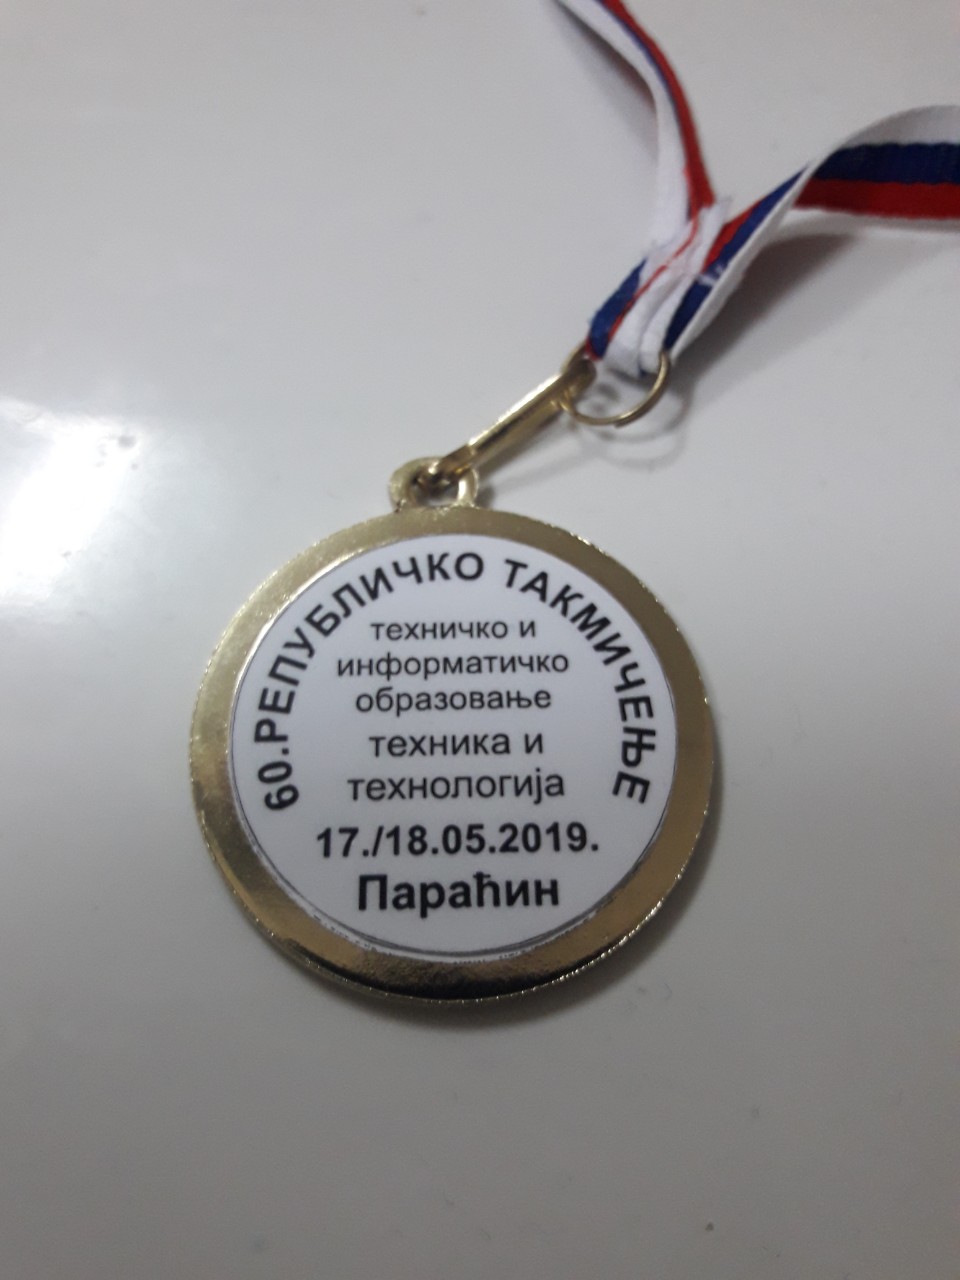 60.РЕПУБЛИЧКО ТАКМИЧЕЊЕ
техничко и
информатичко
образовање
техника и
технологија
17./18.05.2019.
Параћин